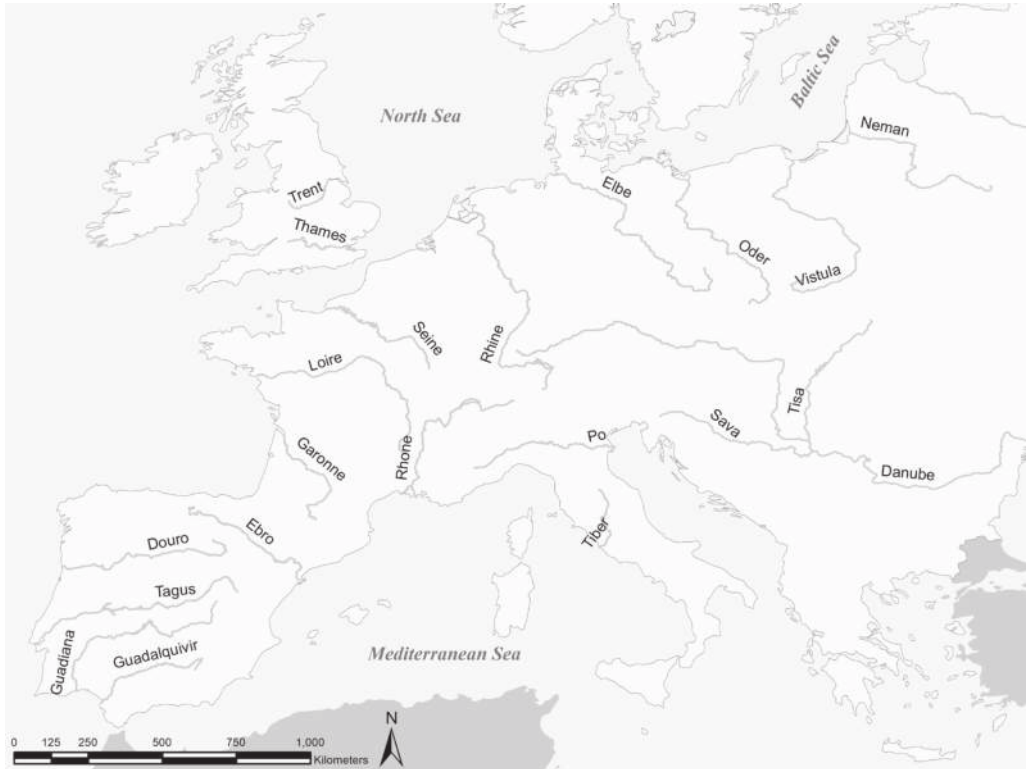 Baltic Sea
North Sea
Neman
Trent
Elbe
Thames
Oder
Vistula
Seine
Rhine
Loire
Tisa
Sava
Po
Rhone
Garonne
Danube
Ebro
Tiber
Douro
Tagus
Guadiana
Guadalquivir
Mediterranean Sea
N
0 125 250 500 750 1,000
Kilometers